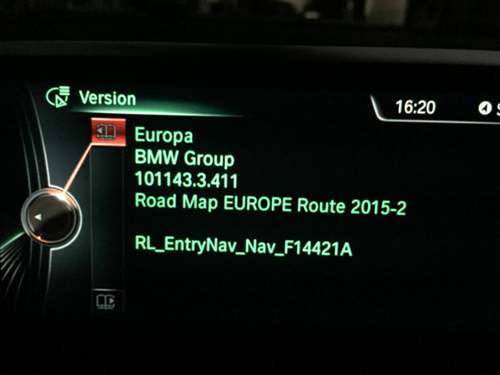 Version
16:20
S
Europa
BMW Group
101143.3.411
Road Map EUROPE Route 2015-2
RL_EntryNav_Nav_F14421A